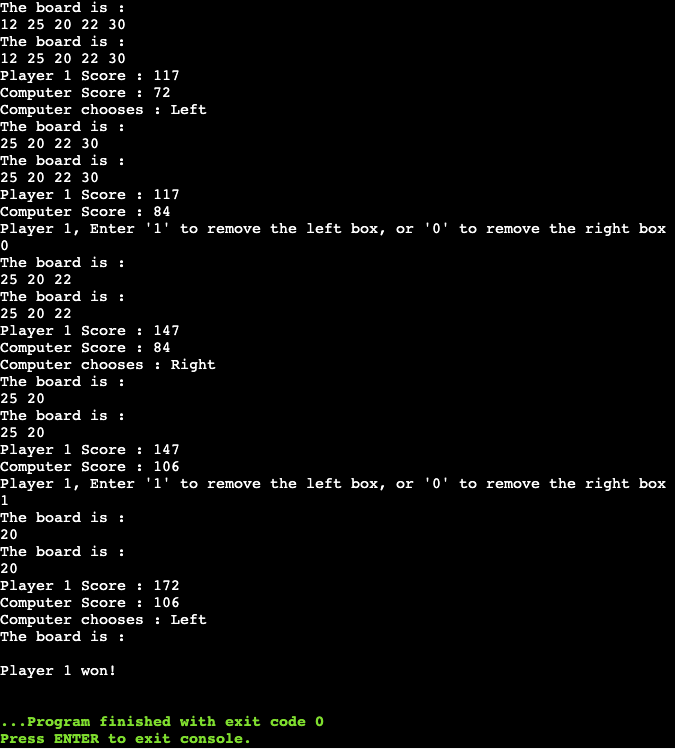 The board is :
12 25 20 22 30
The board is :
12 25 20 22 30
Player 1 Score : 117
Computer Score : 72
Computer chooses : Left
The board is :
25 20 22 30
The board is :
25 20 22 30
Player 1 Score : 117
Computer Score : 84
Player 1, Enter '1' to remove the left box, or '0' to remove the right box
0
The board is :
25 20 22
The board is :
25 20 22
Player 1 Score : 147
Computer Score : 84
Computer chooses : Right
The board is :
25 20
The board is :
25 20
Player 1 Score : 147
Computer Score : 106
Player 1, Enter '1' to remove the left box, or '0' to remove the right box
1
The board is :
20
The board is :
20
Player 1 Score : 172
Computer Score : 106
Computer chooses : Left
The board is :
Player 1 won!
...Program finished with exit code 0
Press ENTER to exit console.